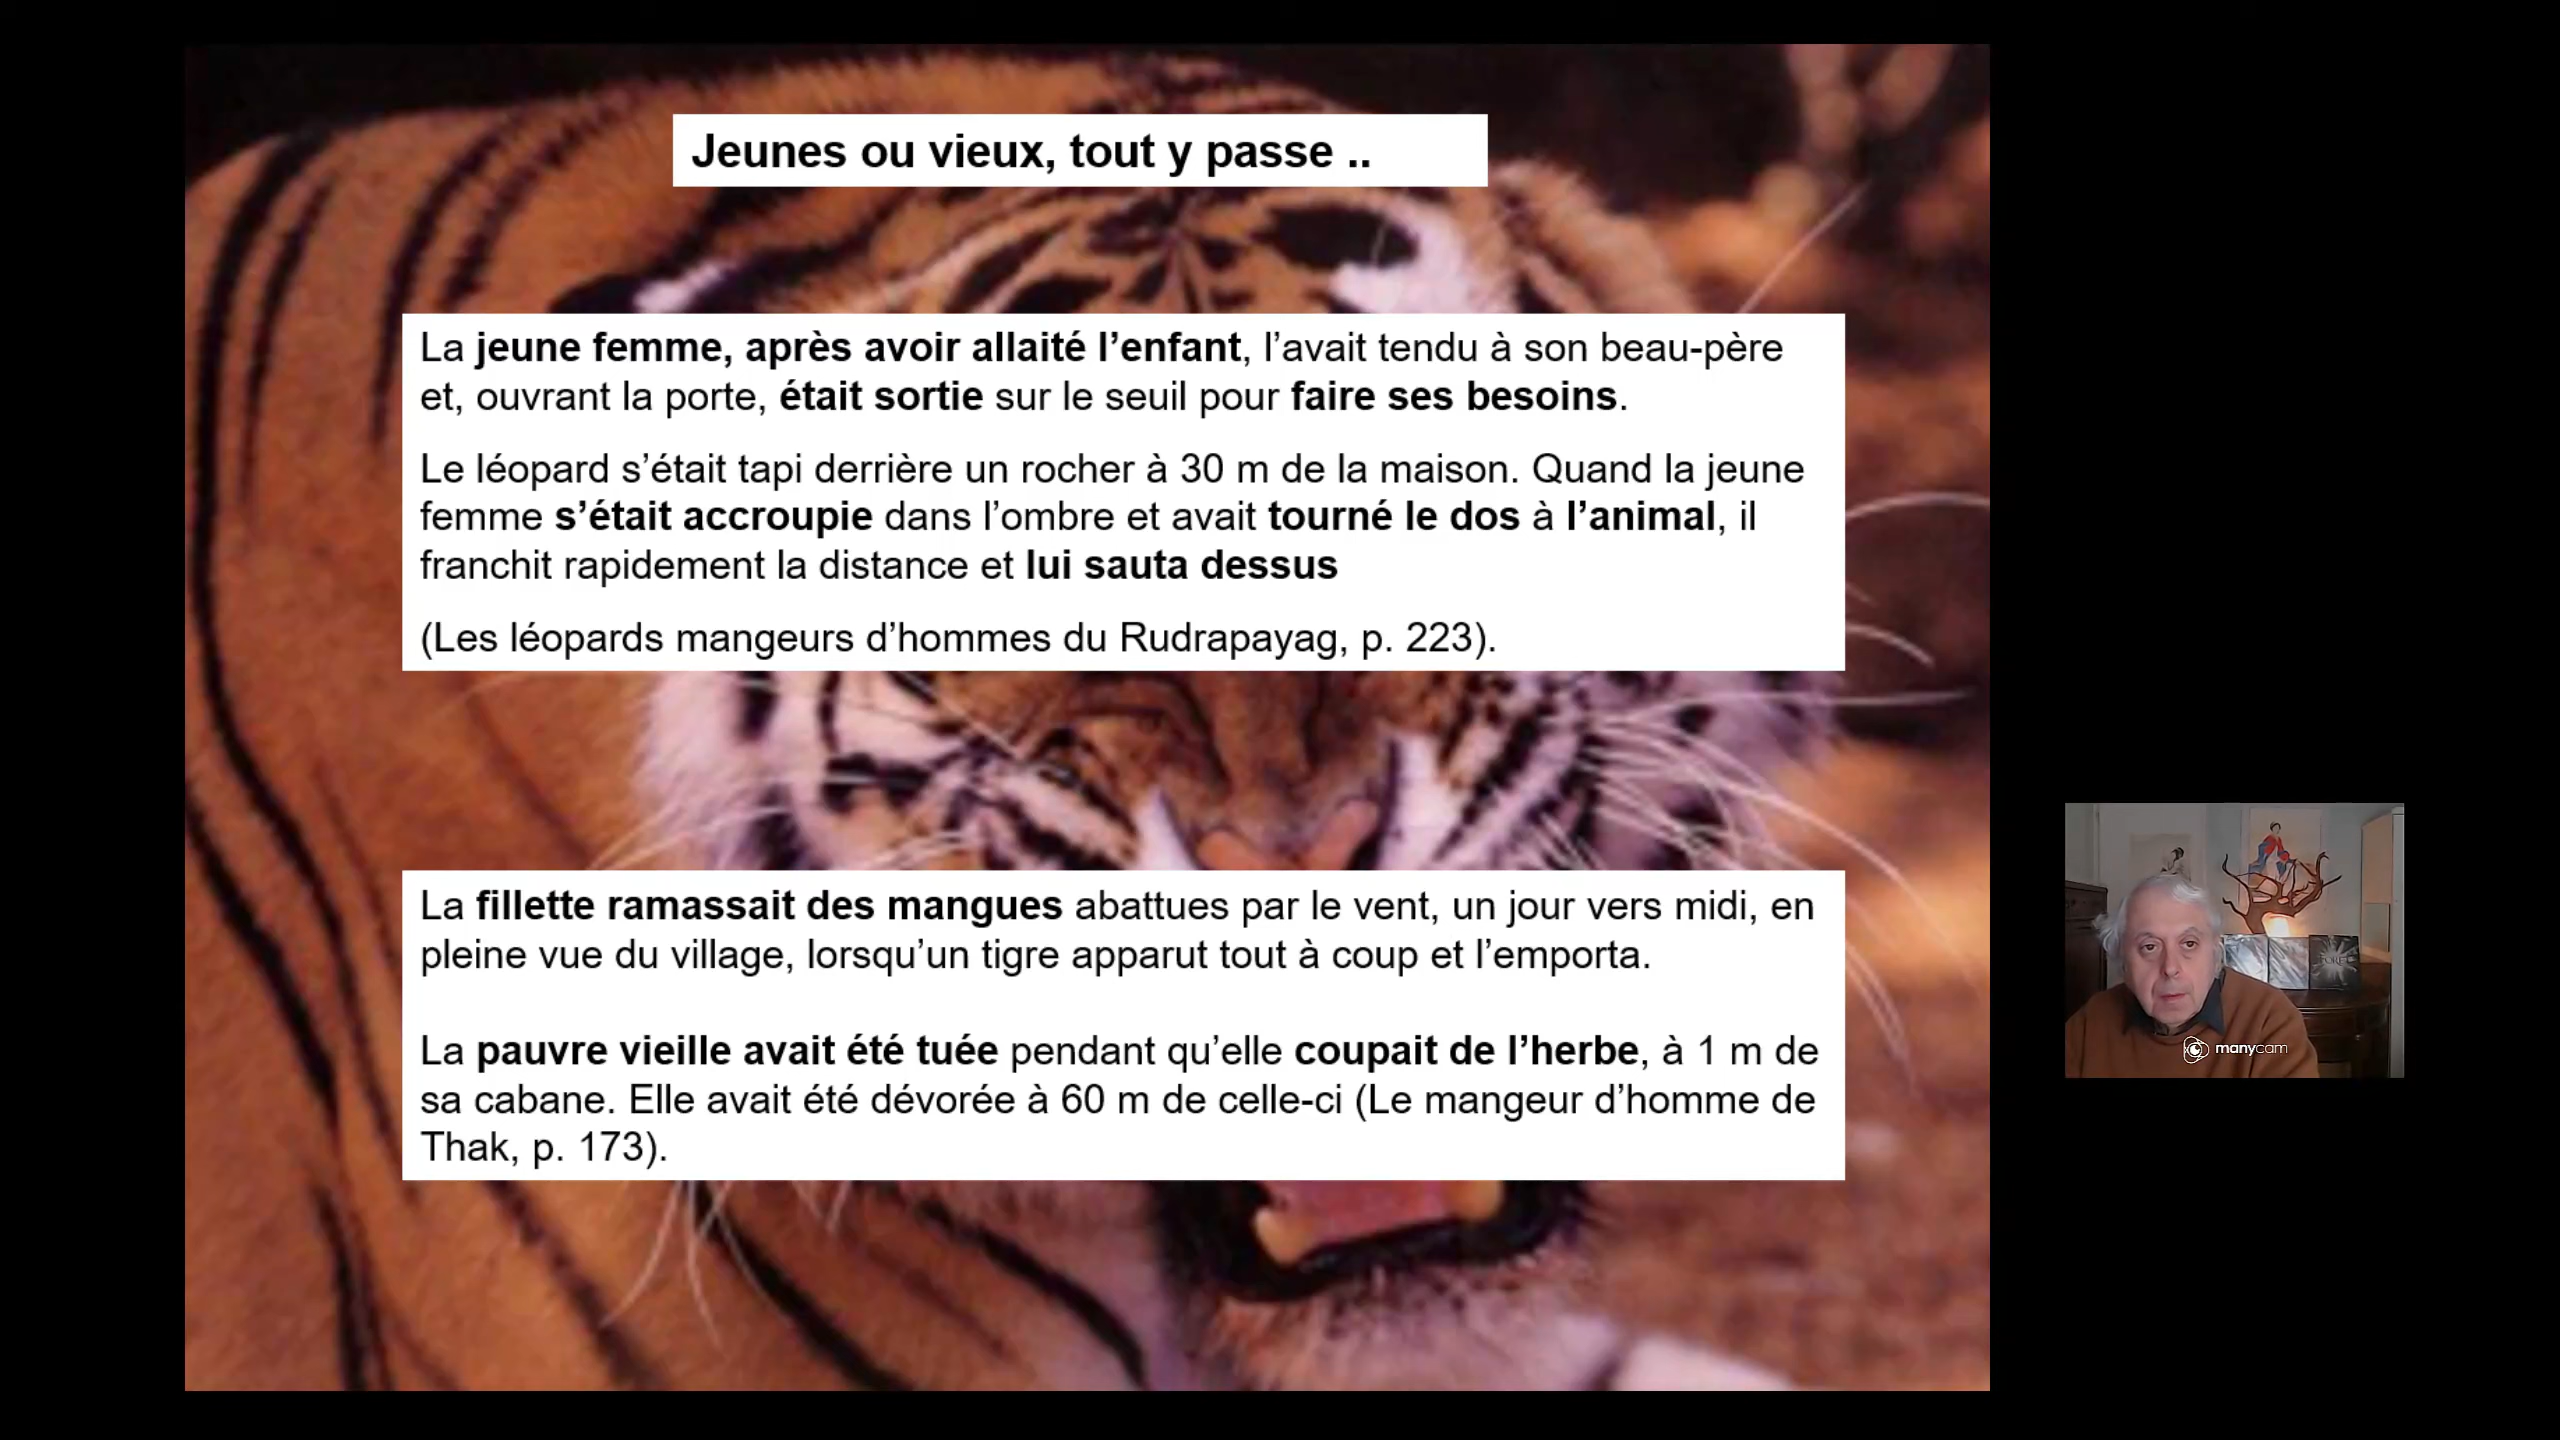 Jeunes ou vieux, tout y passe ..
La jeune femme, après avoir allaité l’enfant, l’avait tendu à son beau-père
et, ouvrant la porte, était sortie sur le seuil pour faire ses besoins.
Le léopard s’était tapi derrière un rocher à 30 m de la maison. Quand la jeune
femme s’était accroupie dans l’ombre et avait tourné le dos à l’animal, il
franchit rapidement la distance et lui sauta dessus
(Les léopards mangeurs d’hommes du Rudrapayag, p. 223).
La fillette ramassait des mangues abattues par le vent, un jour vers midi, en
pleine vue du village, lorsqu’un tigre apparut tout à coup et l’emporta.
La pauvre vieille avait été tuée pendant qu’elle coupait de l’herbe, à 1 m de
sa cabane. Elle avait été dévorée à 60 m de celle-ci (Le mangeur d’homme de
Thak, p. 173).
manycam